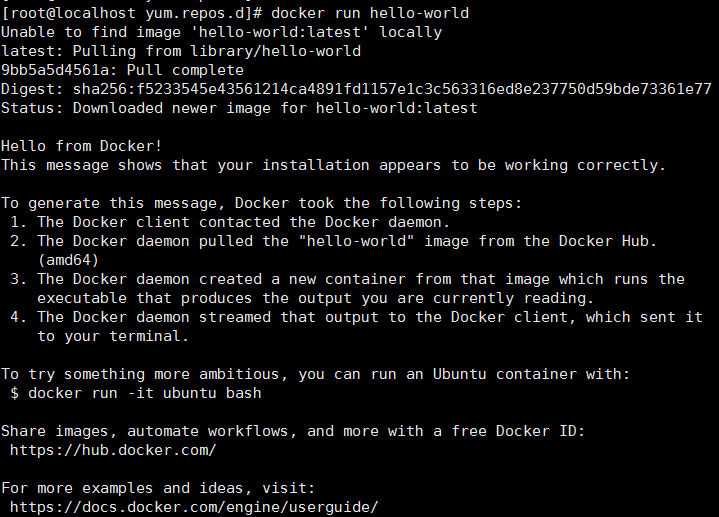 [root@localhost yum.repos.d]# docker run hello-world
Unable to find image 'hello-world:latest' locally
latest: Pulling from library/hello-world
9bb5a5d4561a: Pull complete
Digest: sha256:f5233545e43561214ca4891fd1157e1c3c563316ed8e237750d59bde73361e77
Status: Downloaded newer image for hello-world:latest

Hello from Docker!
This message shows that your installation appears to be working correctly.

To generate this message, Docker took the following steps:
 1. The Docker client contacted the Docker daemon.
 2. The Docker daemon pulled the "hello-world" image from the Docker Hub.
    (amd64)
 3. The Docker daemon created a new container from that image which runs the
    executable that produces the output you are currently reading.
 4. The Docker daemon streamed that output to the Docker client, which sent it
    to your terminal.

To try something more ambitious, you can run an Ubuntu container with:
 $ docker run -it ubuntu bash

Share images, automate workflows, and more with a free Docker ID:
 https://hub.docker.com/

For more examples and ideas, visit:
 https://docs.docker.com/engine/userguide/